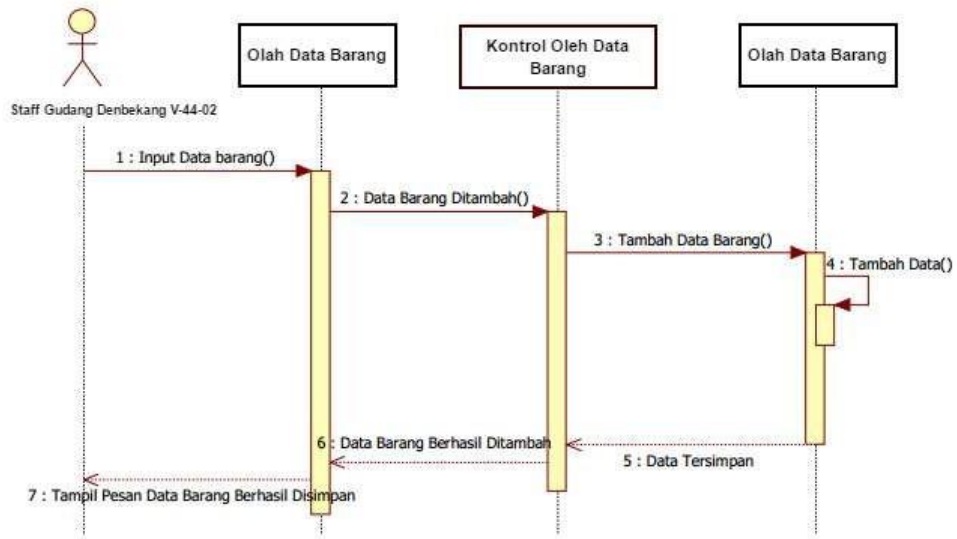 Olah Data Barang
Kontrol Oleh Data
Barang
Olah Data Barang
Staff Gudang Denbekang V-44-02
1 : Input Data barang()
2 : Data Barang Ditambah()
3 : Tambah Data Barang()
4 : Tambah Data()
6 : Data Barang Berhasil Ditambah
5 : Data Tersimpan
7 : Tampil Pesan Data Barang Berhasil Disimpan